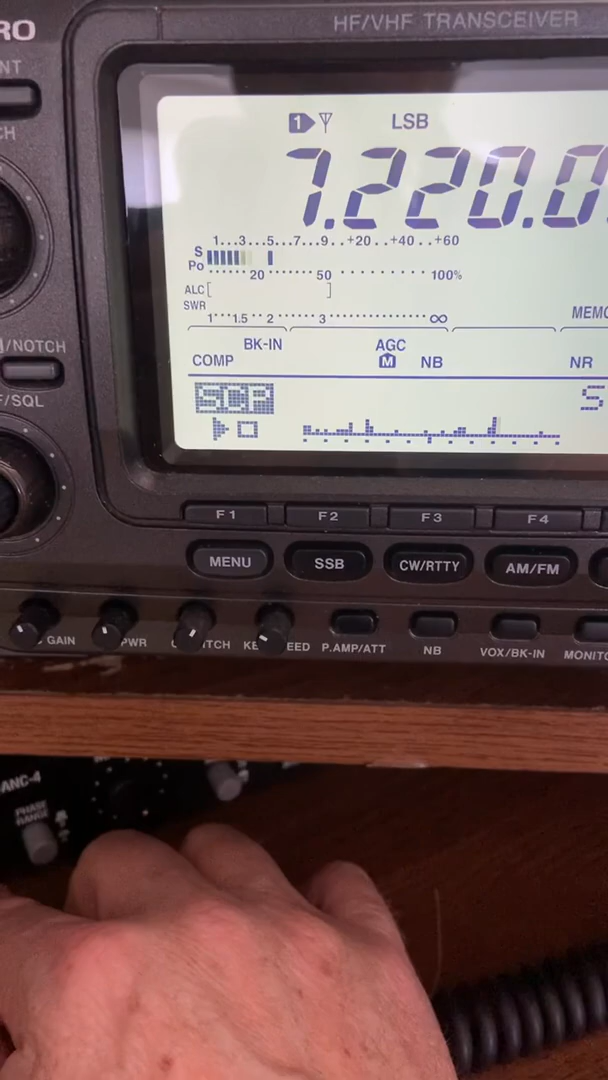 RO
HF/VHF TRANSCEIVER
1 LSB
7.220.0
S 1...3...5...7...9..+20..+40..+60
Po 20 50 100%
ALC
SWR 1 1.5 2 3 ∞
MEMO
BK-IN AGC
COMP M NB NR
SCP S
/NOTCH
F/SQL
F1 F2 F3 F4
MENU SSB CW/RTTY AM/FM
GAIN PWR P.AMP/ATT NB VOX/BK-IN MONITO
ANC-4
PHASE
RANGE